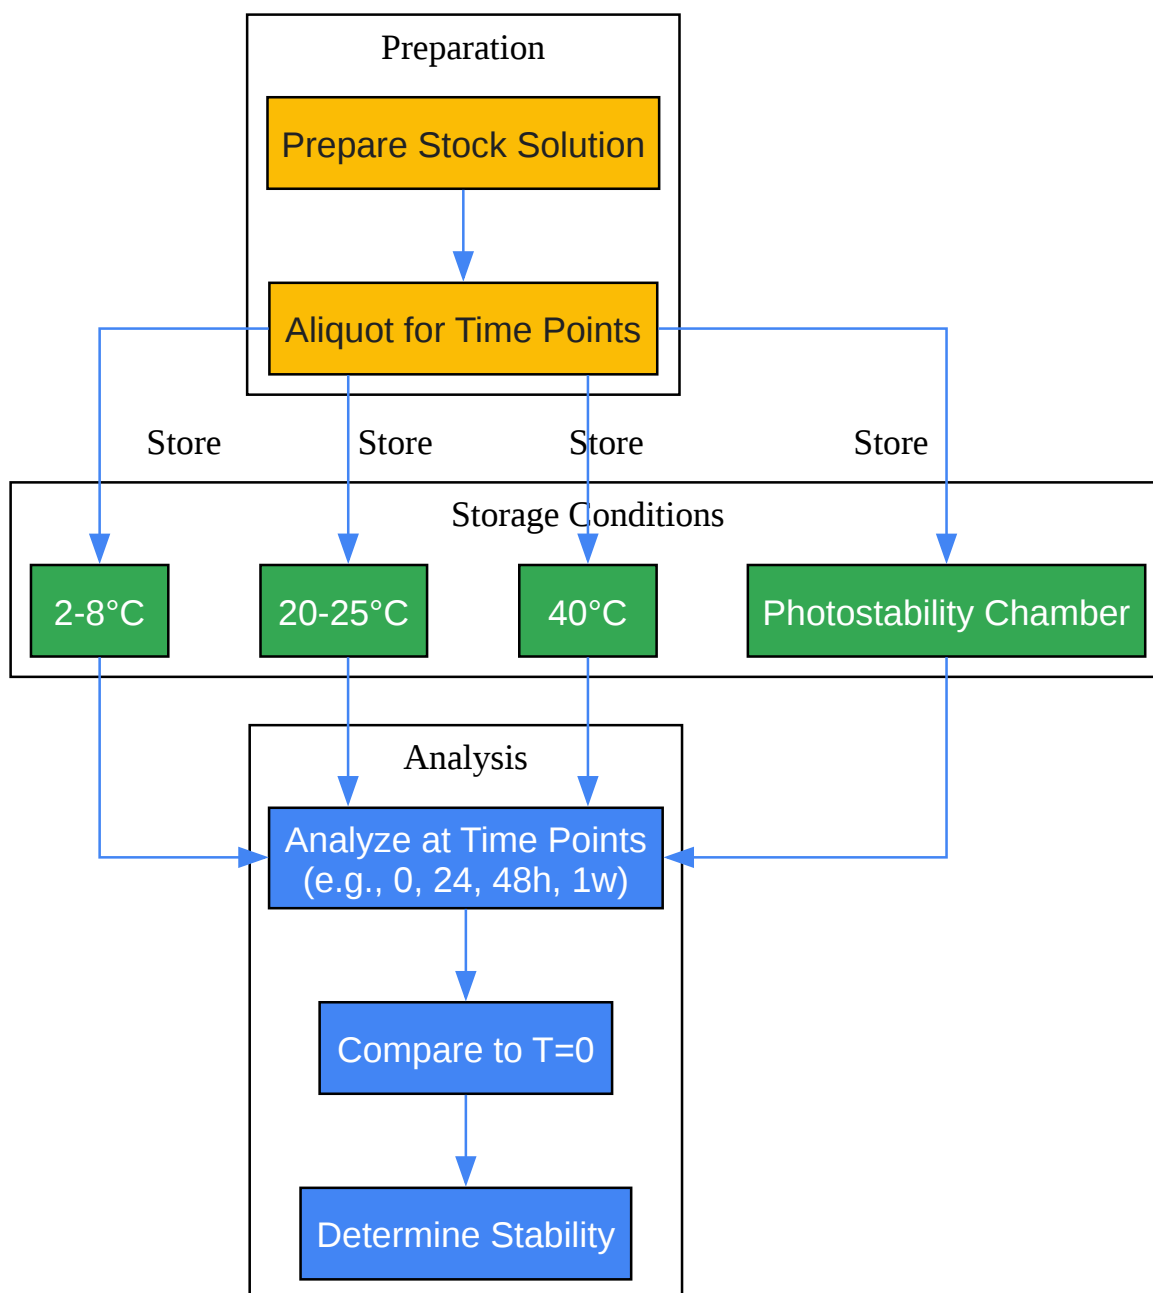 Preparation
Prepare Stock Solution
Aliquot for Time Points
Store
Store
Store
Store
Storage Conditions
2-8°C
20-25°C
40°C
Photostability Chamber
Analysis
Analyze at Time Points
(e.g., 0, 24, 48h, 1w)
Compare to T=0
Determine Stability